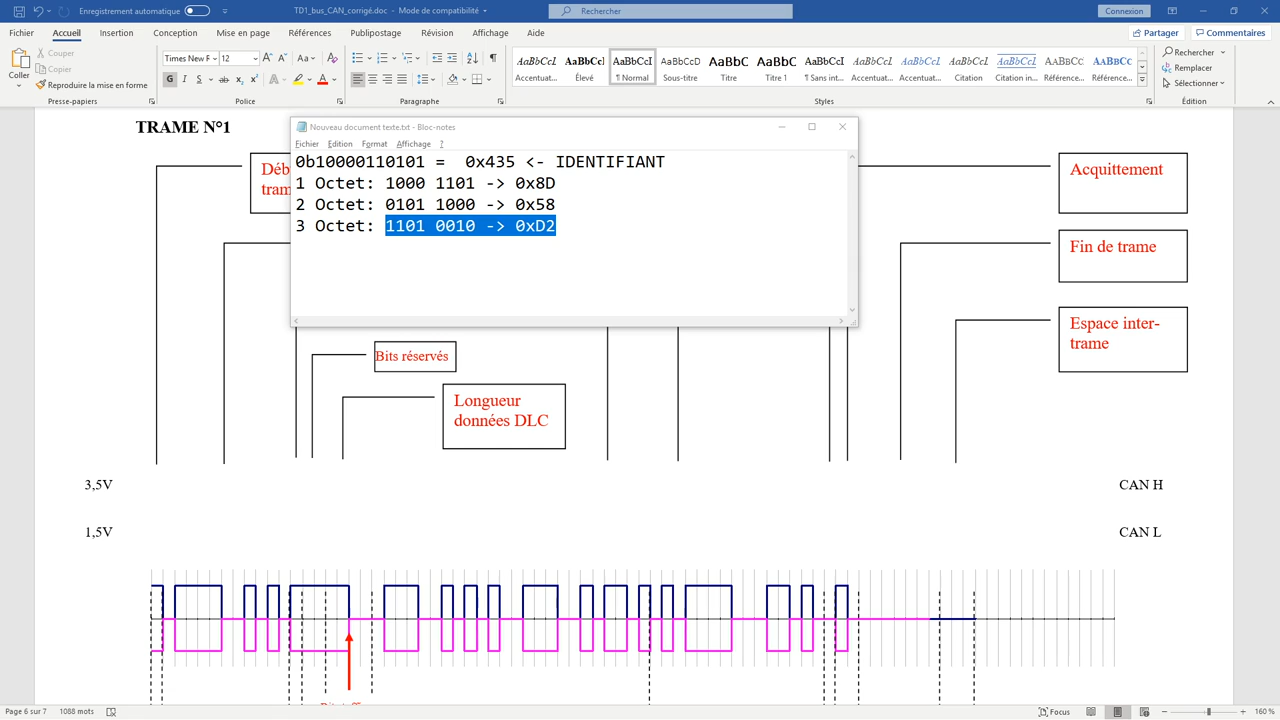 Enregistrement automatique
TD1_bus_CAN_corrigé.doc - Mode de compatibilité
Rechercher
Connexion
Fichier Accueil Insertion Conception Mise en page Références Publipostage Révision Affichage Aide
Partager Commentaires
Coller
Couper
Copier
Reproduire la mise en forme
Presse-papiers
Times New F 12
Police
Paragraphe
AaBbCcI AaBbCcI AaBbCcI AaBbCcD AaBbC AaBbC AaBbCcI AaBbCcI AaBbCcI AaBbCcI AaBbCcI AABBCC AABBCC
Accentuat... Élevé ¶ Normal Sous-titre Titre Titre 1 ¶ Sans int... Accentuat... Accentuat... Citation Citation in... Référence... Référence...
Styles
Rechercher
Remplacer
Sélectionner
Édition
TRAME N°1
Nouveau document texte.txt - Bloc-notes
Fichier Edition Format Affichage ?
0b10000110101 = 0x435 <- IDENTIFIANT
1 Octet: 1000 1101 -> 0x8D
2 Octet: 0101 1000 -> 0x58
3 Octet: 1101 0010 -> 0xD2
Débu
tram
Acquittement
Fin de trame
Espace inter-
trame
Bits réservés
Longueur
données DLC
3,5V
CAN H
1,5V
CAN L
Page 6 sur 7 1088 mots
Focus
160 %